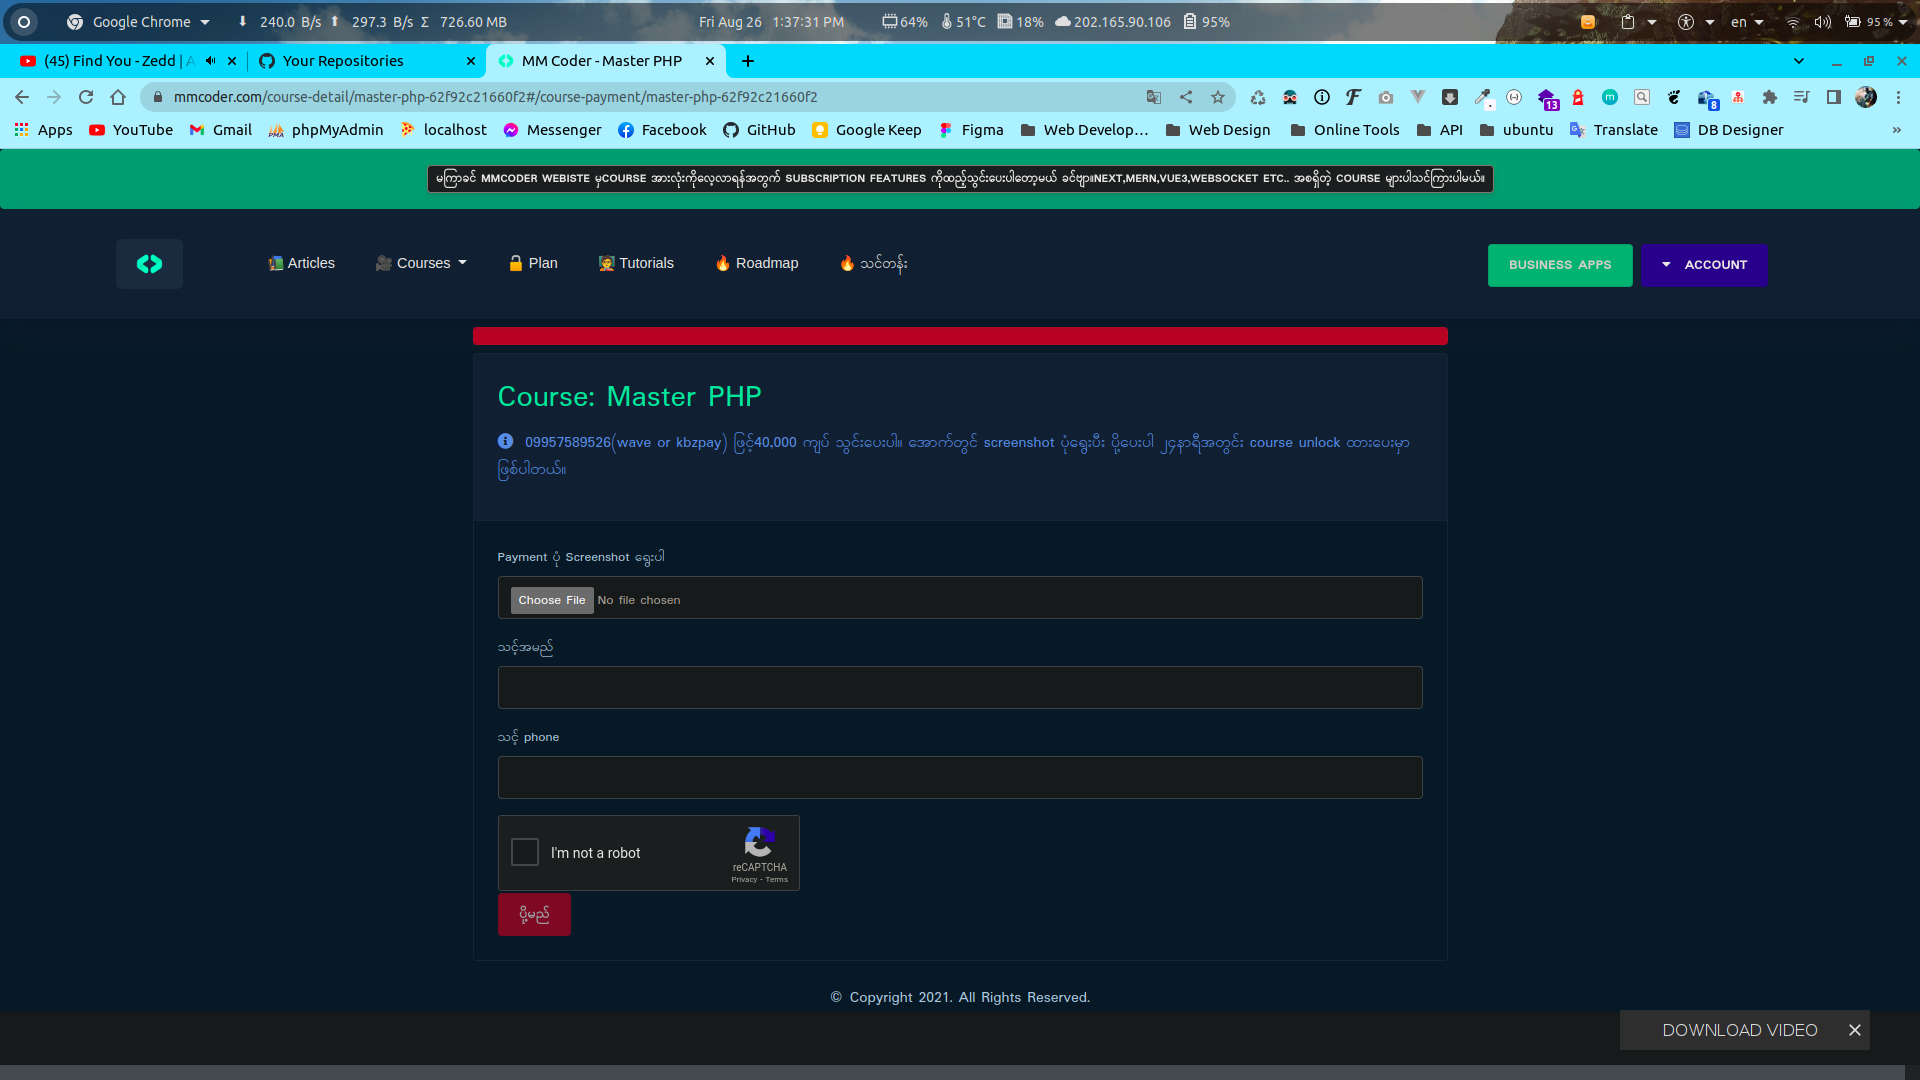 Google Chrome 240.0 B/s 297.3 B/s Σ 726.60 MB Fri Aug 26 1:37:31 PM 64% 51°C 18% 202.165.90.106 95% en 95%
(45) Find You - Zedd | A Your Repositories MM Coder - Master PHP
mmcoder.com/course-detail/master-php-62f92c21660f2#/course-payment/master-php-62f92c21660f2 13 8
Apps YouTube Gmail phpMyAdmin localhost Messenger Facebook GitHub Google Keep Figma Web Develop... Web Design Online Tools API ubuntu Translate DB Designer »
မကြာခင် MMCODER WEBISTE မှCOURSE အားလုံးကိုလေ့လာရန်အတွက် SUBSCRIPTION FEATURES ကိုထည့်သွင်းပေးပါတော့မယ် ခင်ဗျာ။NEXT,MERN,VUE3,WEBSOCKET ETC.. အစရှိတဲ့ COURSE များပါသင်ကြားပါမယ်။
Articles Courses Plan Tutorials Roadmap သင်တန်း BUSINESS APPS ACCOUNT
Course: Master PHP
09957589526(wave or kbzpay) ဖြင့်40,000 ကျပ် သွင်းပေးပါ။ အောက်တွင် screenshot ပုံရွေးပီး ပို့ပေးပါ ၂၄နာရီအတွင်း course unlock ထားပေးမှာ
ဖြစ်ပါတယ်။
Payment ပုံ Screenshot ရွေးပါ
Choose File No file chosen
သင့်အမည်
သင့် phone
I'm not a robot
reCAPTCHA
Privacy - Terms
ပို့မည်
© Copyright 2021. All Rights Reserved.
DOWNLOAD VIDEO